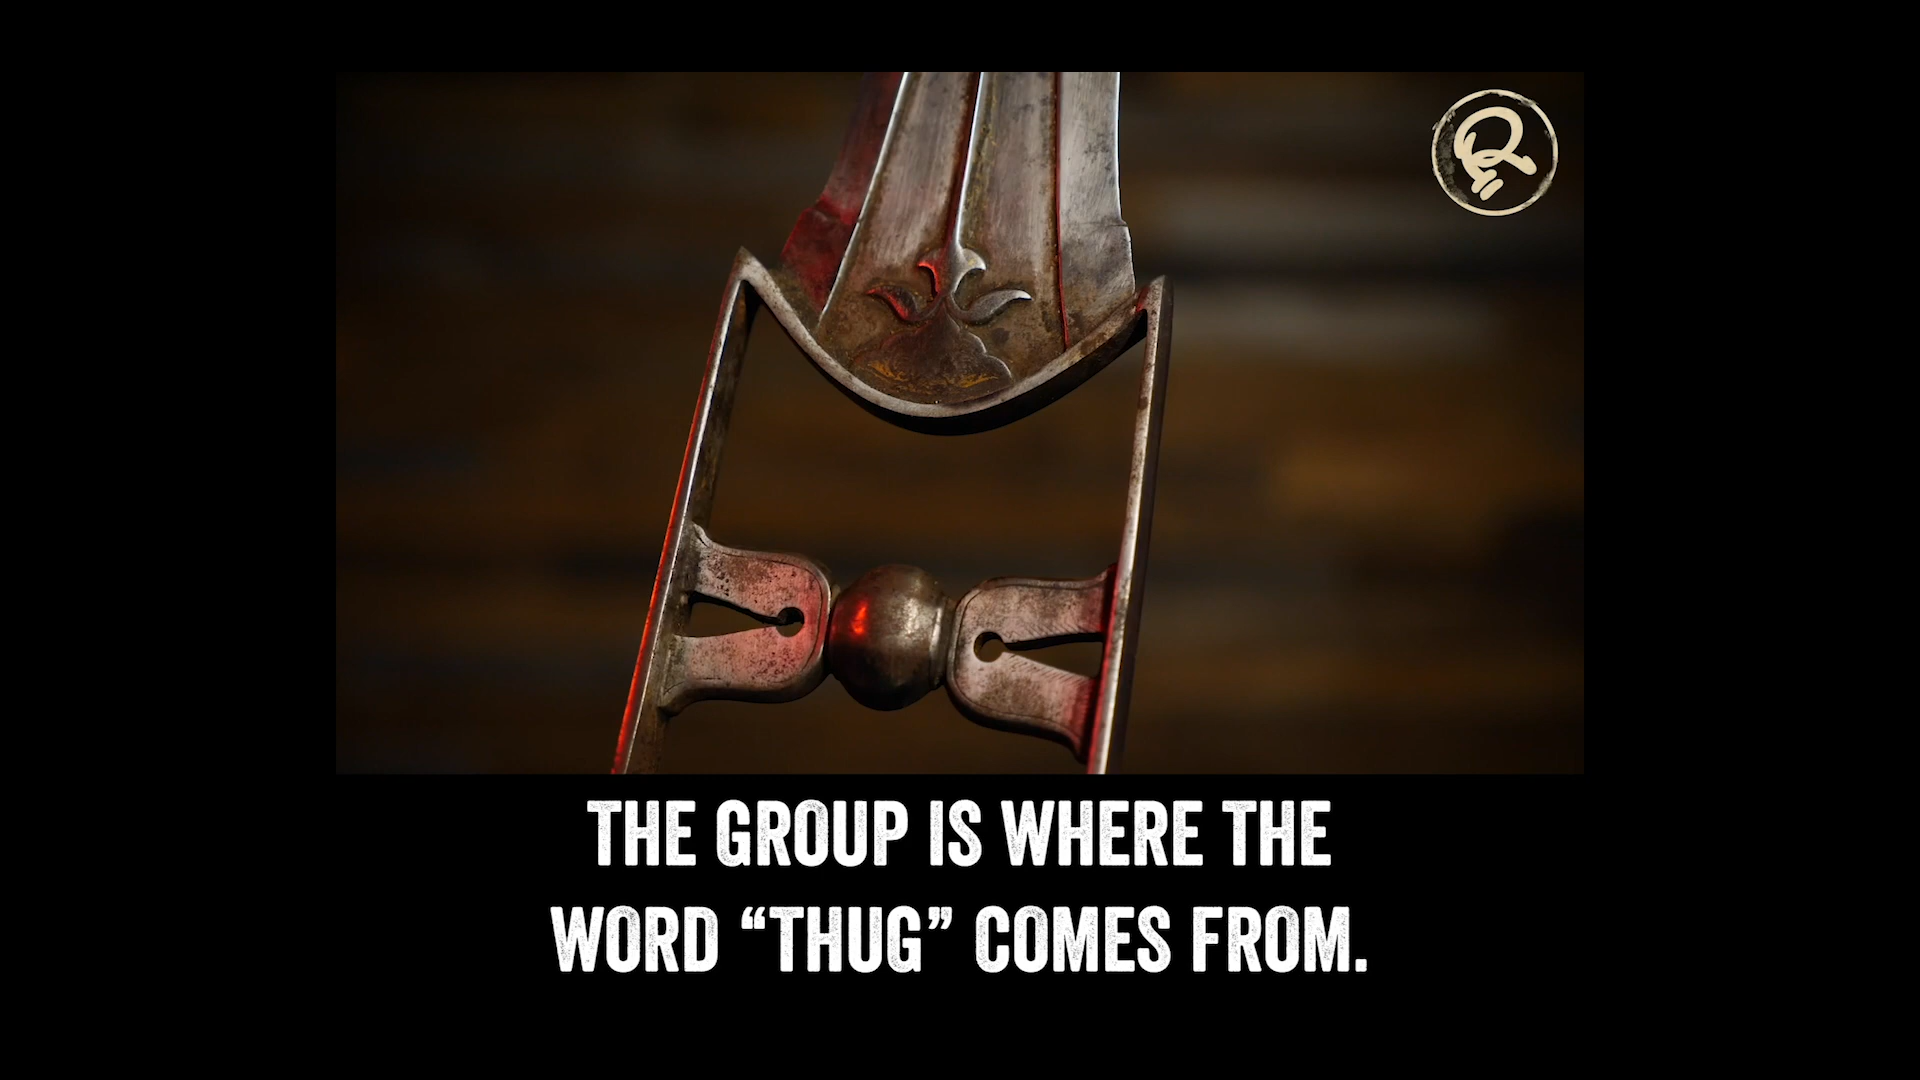 THE GROUP IS WHERE THE
WORD “THUG” COMES FROM.